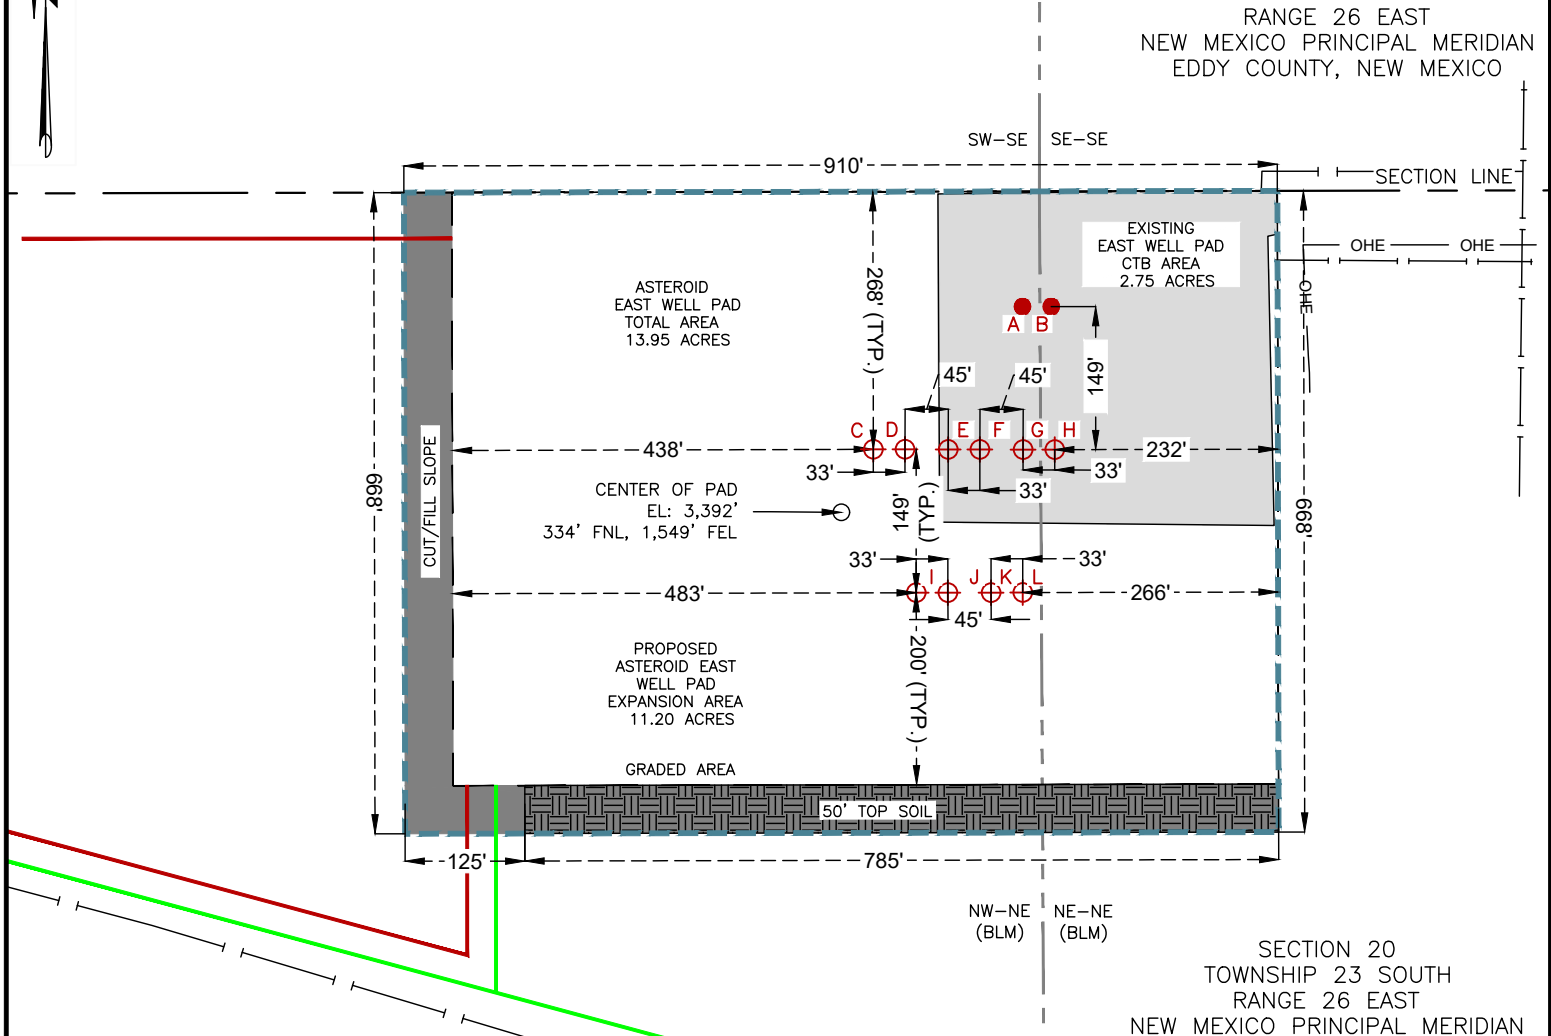 RANGE 26 EAST
NEW MEXICO PRINCIPAL MERIDIAN
EDDY COUNTY, NEW MEXICO
SW-SE
SE-SE
910'
SECTION LINE
EXISTING
EAST WELL PAD
CTB AREA
2.75 ACRES
OHE
OHE
OHE
ASTEROID
EAST WELL PAD
TOTAL AREA
13.95 ACRES
268' (TYP.)
A
B
149'
45'
45'
C
D
E
F
G
H
438'
232'
33'
33'
33'
CUT/FILL SLOPE
668'
668'
CENTER OF PAD
EL: 3,392'
334' FNL, 1,549' FEL
149'
(TYP.)
33'
33'
I
J
K
L
483'
266'
45'
200' (TYP.)
PROPOSED
ASTEROID EAST
WELL PAD
EXPANSION AREA
11.20 ACRES
GRADED AREA
50' TOP SOIL
125'
785'
NW-NE
(BLM)
NE-NE
(BLM)
SECTION 20
TOWNSHIP 23 SOUTH
RANGE 26 EAST
NEW MEXICO PRINCIPAL MERIDIAN